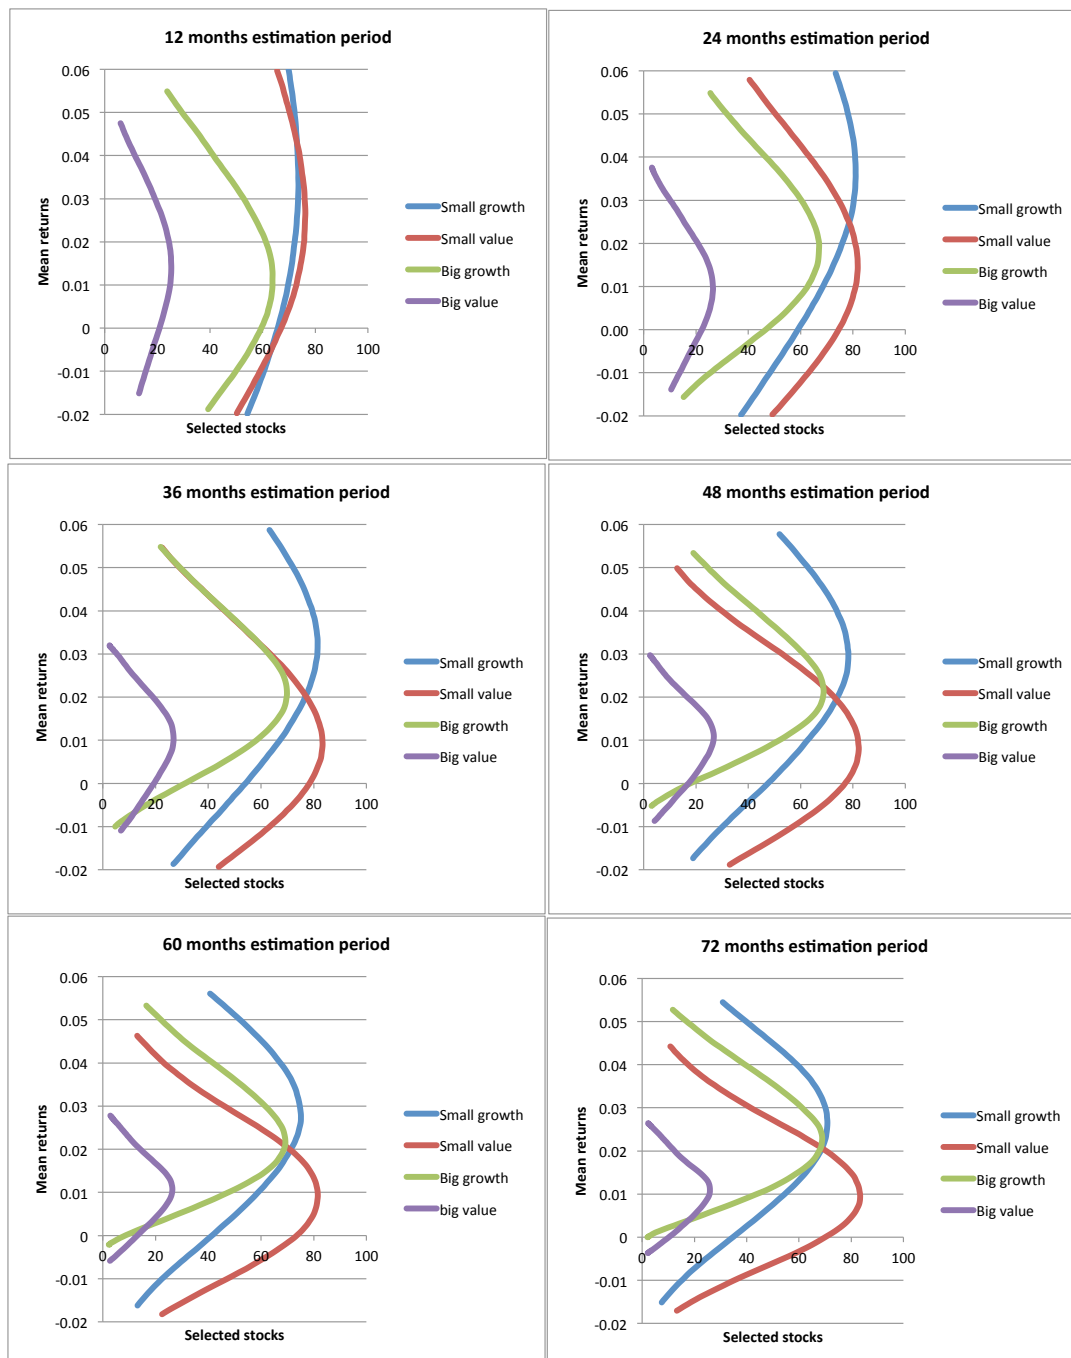 12 months estimation period
0.06
0.05
0.04
0.03
0.02
0.01
0
-0.01
-0.02
0 20 40 60 80 100
Mean returns
Selected stocks
Small growth
Small value
Big growth
Big value
24 months estimation period
0.06
0.05
0.04
0.03
0.02
0.01
0.00
-0.01
-0.02
0 20 40 60 80 100
Mean returns
Selected stocks
Small growth
Small value
Big growth
Big value
36 months estimation period
0.06
0.05
0.04
0.03
0.02
0.01
0
-0.01
-0.02
0 20 40 60 80 100
Mean returns
Selected stocks
Small growth
Small value
Big growth
Big value
48 months estimation period
0.06
0.05
0.04
0.03
0.02
0.01
0
-0.01
-0.02
0 20 40 60 80 100
Mean returns
Selected stocks
Small growth
Small value
Big growth
Big value
60 months estimation period
0.06
0.05
0.04
0.03
0.02
0.01
0
-0.01
-0.02
0 20 40 60 80 100
Mean returns
Selected stocks
Small growth
Small value
Big growth
big value
72 months estimation period
0.06
0.05
0.04
0.03
0.02
0.01
0
-0.01
-0.02
0 20 40 60 80 100
Mean returns
Selected stocks
Small growth
Small value
Big growth
Big value